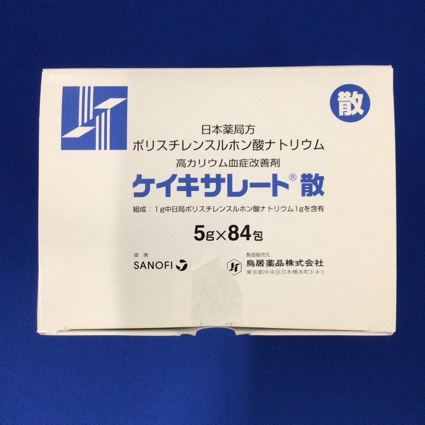 散
日本薬局方
ポリスチレンスルホン酸ナトリウム
高カリウム血症改善剤
ケイキサレート®散
組成:1g中日局ポリスチレンスルホン酸ナトリウム1gを含有
5g×84包
提携
SANOFI
製造販売元
鳥居薬品株式会社
東京都中央区日本橋本町3-4-1